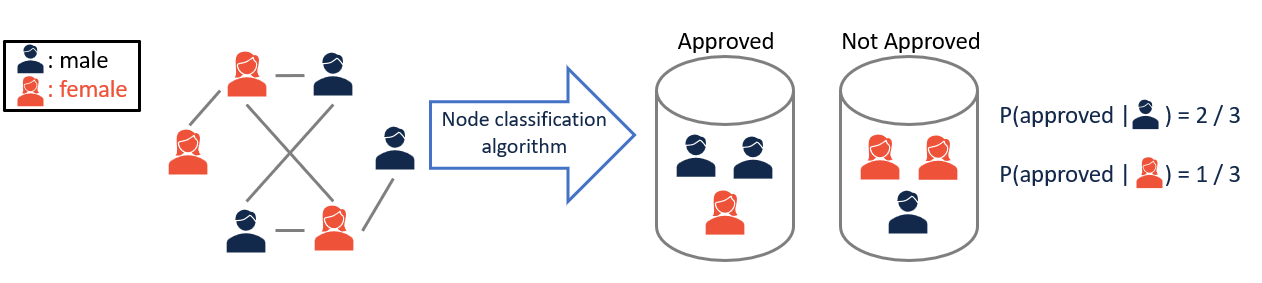 : male
: female
Node classification
algorithm
Approved
Not Approved
P(approved | ) = 2 / 3
P(approved | ) = 1 / 3